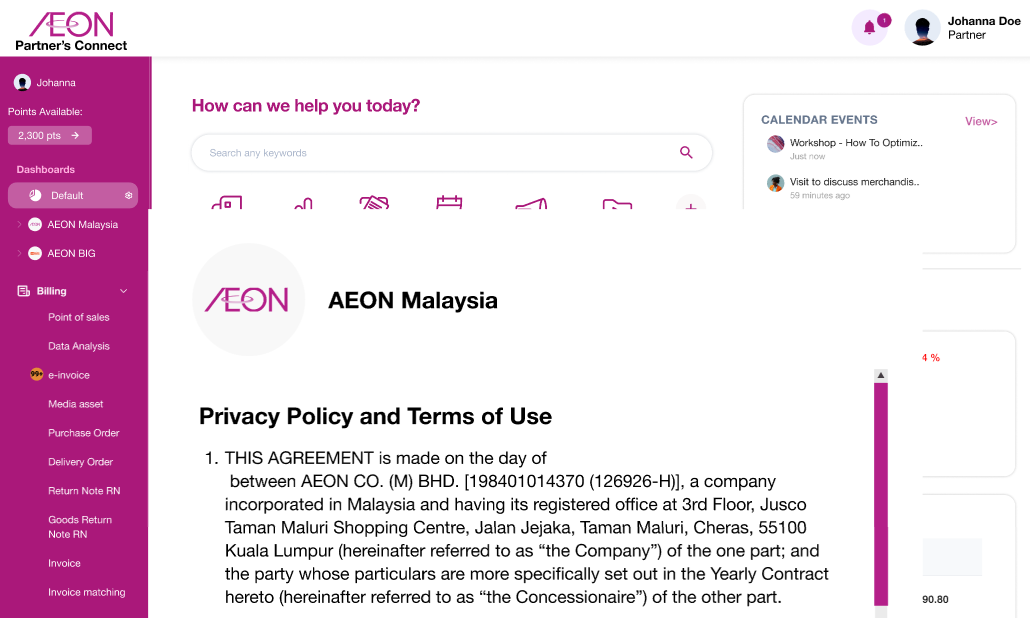 ÆON
Partner's Connect
1
Johanna Doe
Partner
Johanna
Points Available:
2,300 pts →
Dashboards
Default
AEON Malaysia
AEON BIG
Billing
Point of sales
Data Analysis
99+ e-invoice
Media asset
Purchase Order
Delivery Order
Return Note RN
Goods Return
Note RN
Invoice
Invoice matching
How can we help you today?
Search any keywords
CALENDAR EVENTS
View>
Workshop - How To Optimiz..
Just now
Visit to discuss merchandis..
59 minutes ago
ÆON
AEON Malaysia
Privacy Policy and Terms of Use
1. THIS AGREEMENT is made on the day of
between AEON CO. (M) BHD. [198401014370 (126926-H)], a company
incorporated in Malaysia and having its registered office at 3rd Floor, Jusco
Taman Maluri Shopping Centre, Jalan Jejaka, Taman Maluri, Cheras, 55100
Kuala Lumpur (hereinafter referred to as “the Company”) of the one part; and
the party whose particulars are more specifically set out in the Yearly Contract
hereto (hereinafter referred to as “the Concessionaire”) of the other part.
4 %
90.80